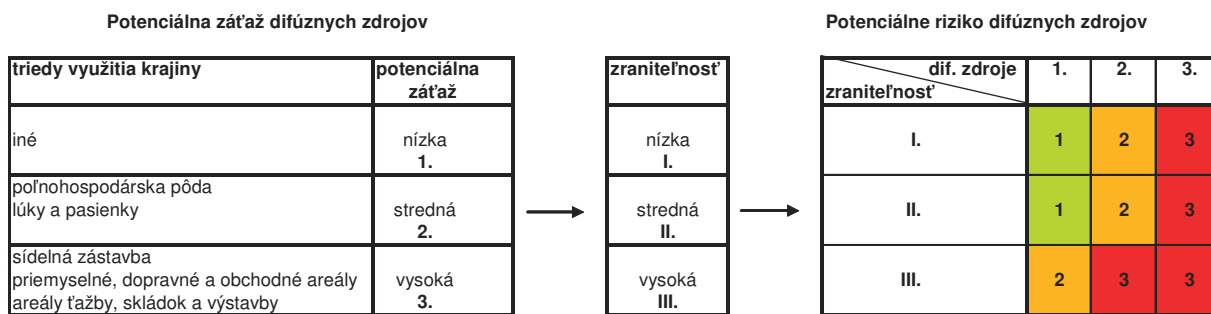 Potenciálna záťaž difúznych zdrojov
triedy využitia krajiny
potenciálna
záťaž
iné
nízka
1.
poľnohospodárska pôda
lúky a pasienky
stredná
2.
sídelná zástavba
priemyselné, dopravné a obchodné areály
areály ťažby, skládok a výstavby
vysoká
3.
zraniteľnosť
nízka
I.
stredná
II.
vysoká
III.
Potenciálne riziko difúznych zdrojov
dif. zdroje
zraniteľnosť
1. 2. 3.
I. 1 2 3
II. 1 2 3
III. 2 3 3